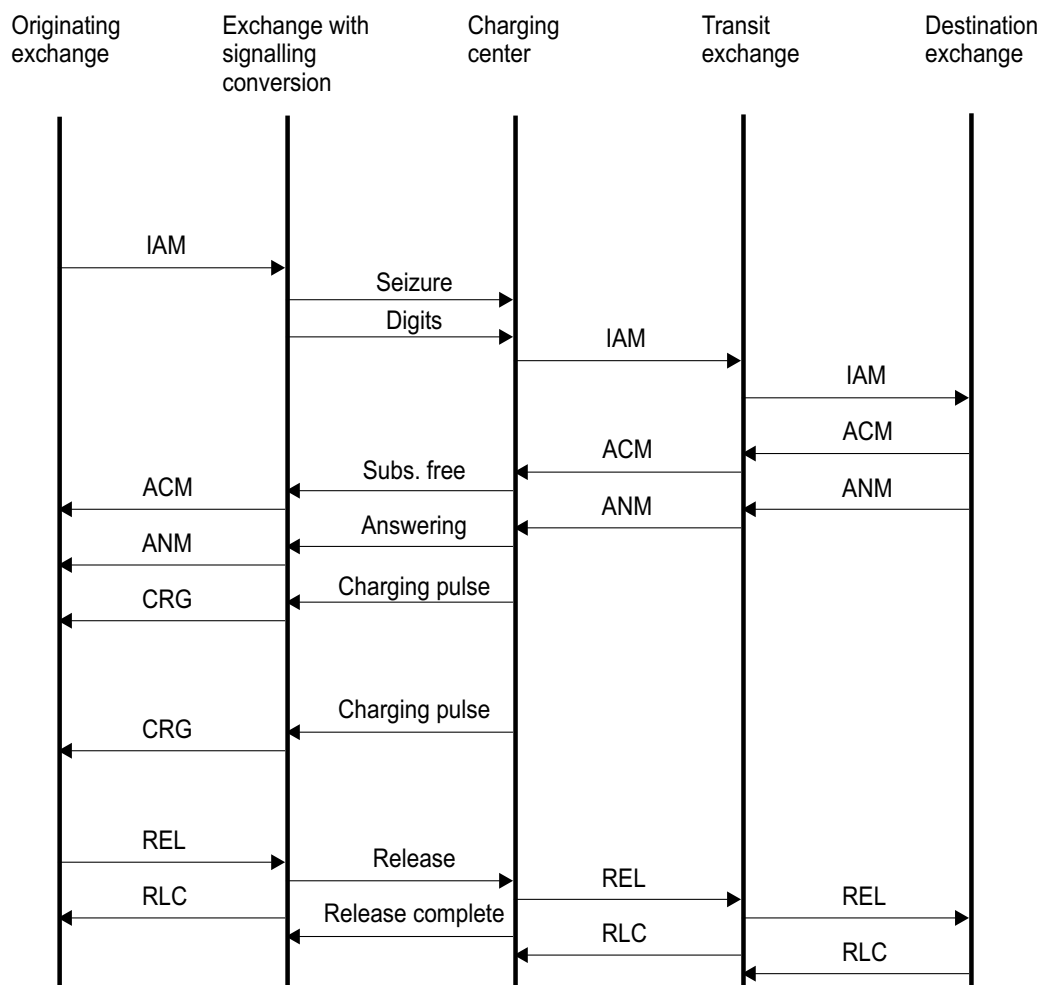 Originating
exchange
Exchange with
signalling
conversion
Charging
center
Transit
exchange
Destination
exchange
IAM
Seizure
Digits
IAM
IAM
ACM
ACM
Subs. free
ACM
ANM
ANM
Answering
ANM
Charging pulse
CRG
Charging pulse
CRG
REL
Release
REL
REL
RLC
Release complete
RLC
RLC